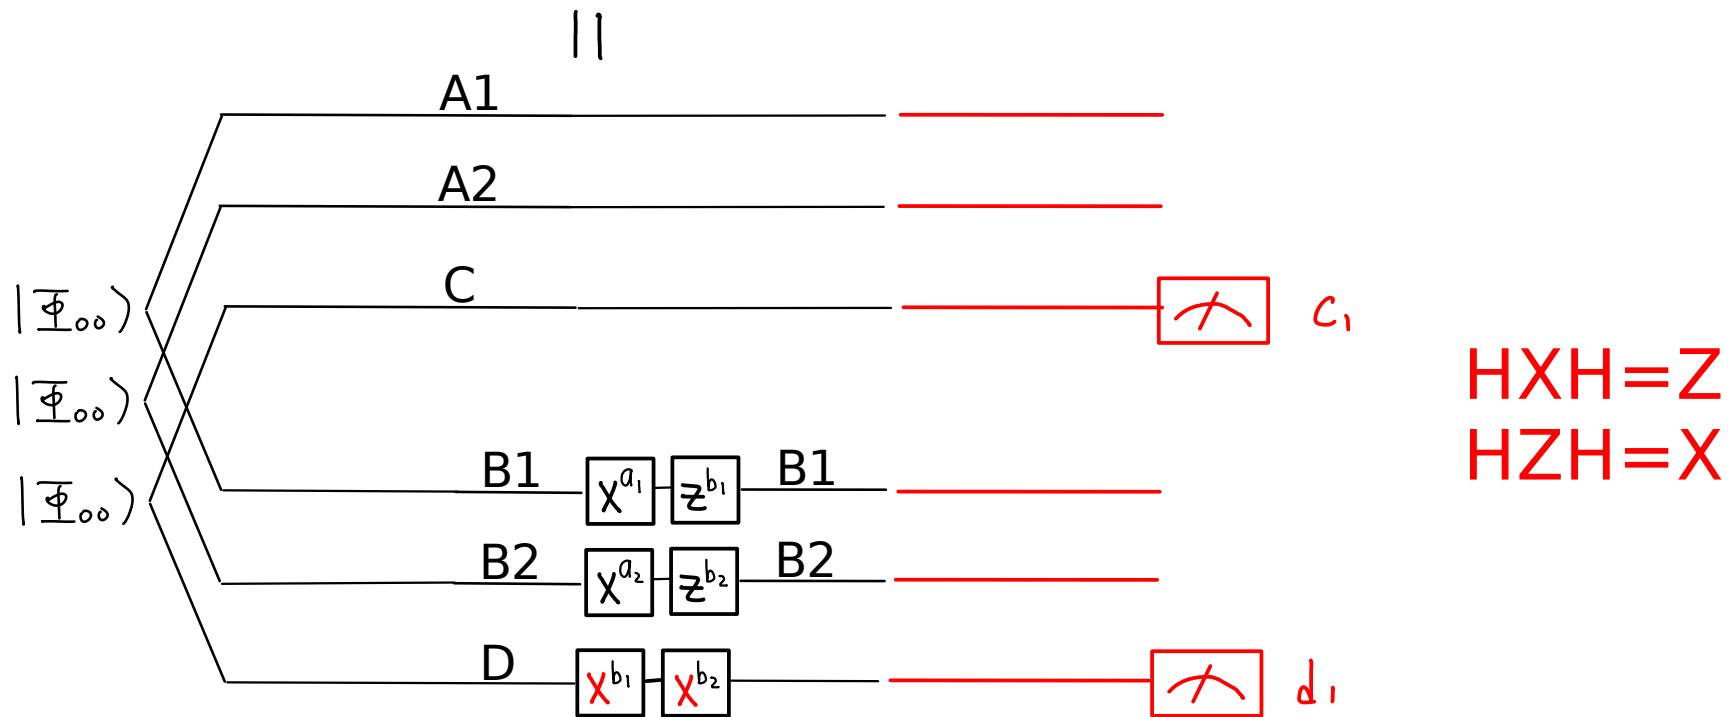 ||
A1
A2
C
|Φ₀₀⟩
c₁
HXH=Z
|Φ₀₀⟩
HZH=X
|Φ₀₀⟩
B1 X^a₁ Z^b₁ B1
B2 X^a₂ Z^b₂ B2
D X^b₁ X^b₂
d₁